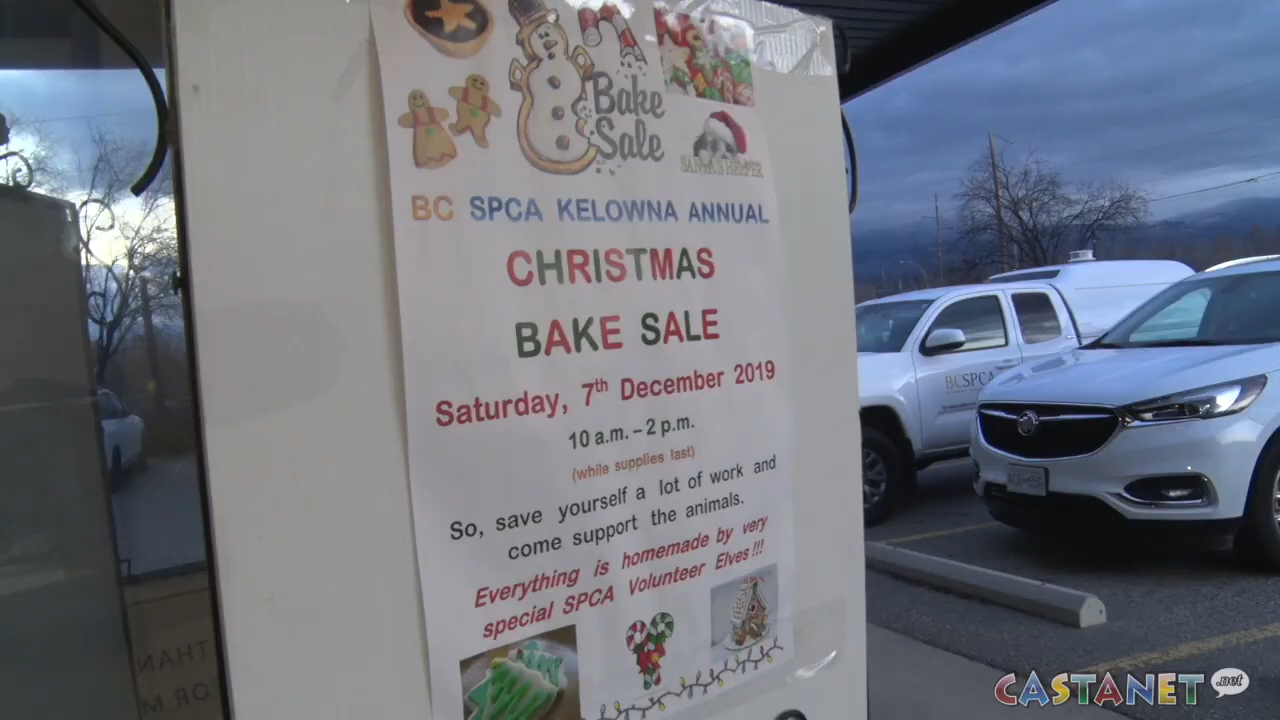 Bake
Sale
SANTA'S HELPER
BC SPCA KELOWNA ANNUAL
CHRISTMAS
BAKE SALE
Saturday, 7th December 2019
10 a.m. – 2 p.m.
(while supplies last)
So, save yourself a lot of work and
come support the animals.
Everything is homemade by very
special SPCA Volunteer Elves!!!
BCSPCA
THAN
FOR M
CASTANET.net